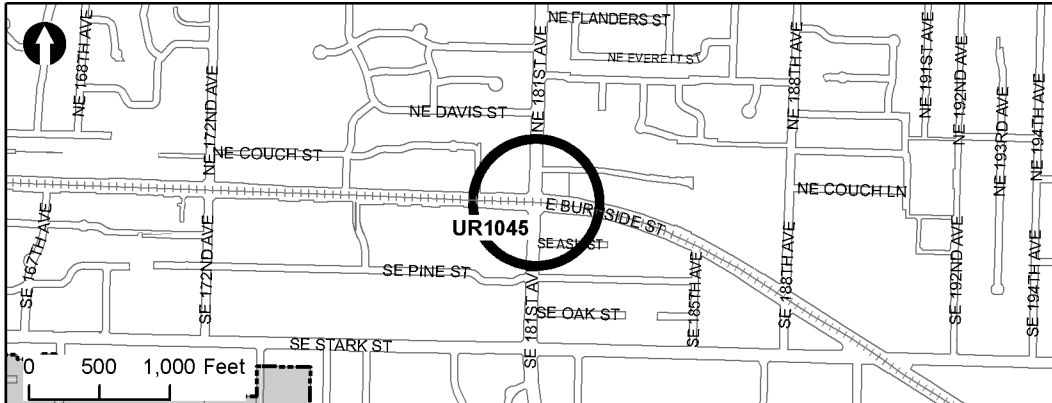 NE FLANDERS ST
NE EVERETT ST
NE 168TH AVE
NE 172ND AVE
NE 181ST AVE
NE 188TH AVE
NE 191ST AVE
NE 192ND AVE
NE 193RD AVE
NE 194TH AVE
NE DAVIS ST
NE COUCH ST
NE COUCH LN
E BURNSIDE ST
UR1045
SE ASH ST
SE PINE ST
SE 167TH AVE
SE 172ND AVE
SE 181ST AV
SE 185TH AVE
SE 188TH AVE
SE 192ND AVE
SE 194TH AVE
SE OAK ST
SE STARK ST
0 500 1,000 Feet